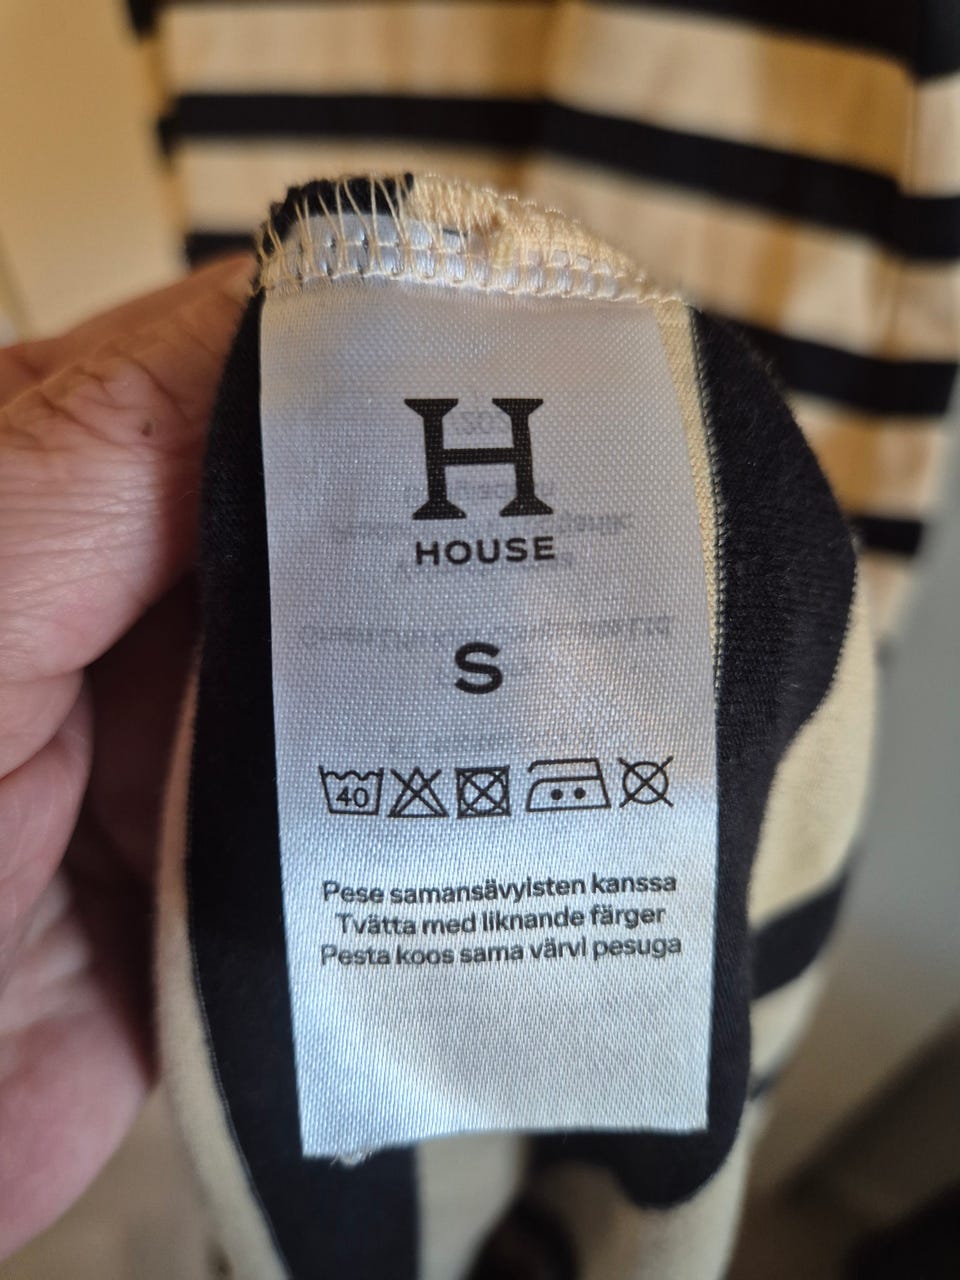 H
HOUSE
S
40
Pese samansävyisten kanssa
Tvätta med liknande färger
Pesta koos sama värvi pesuga